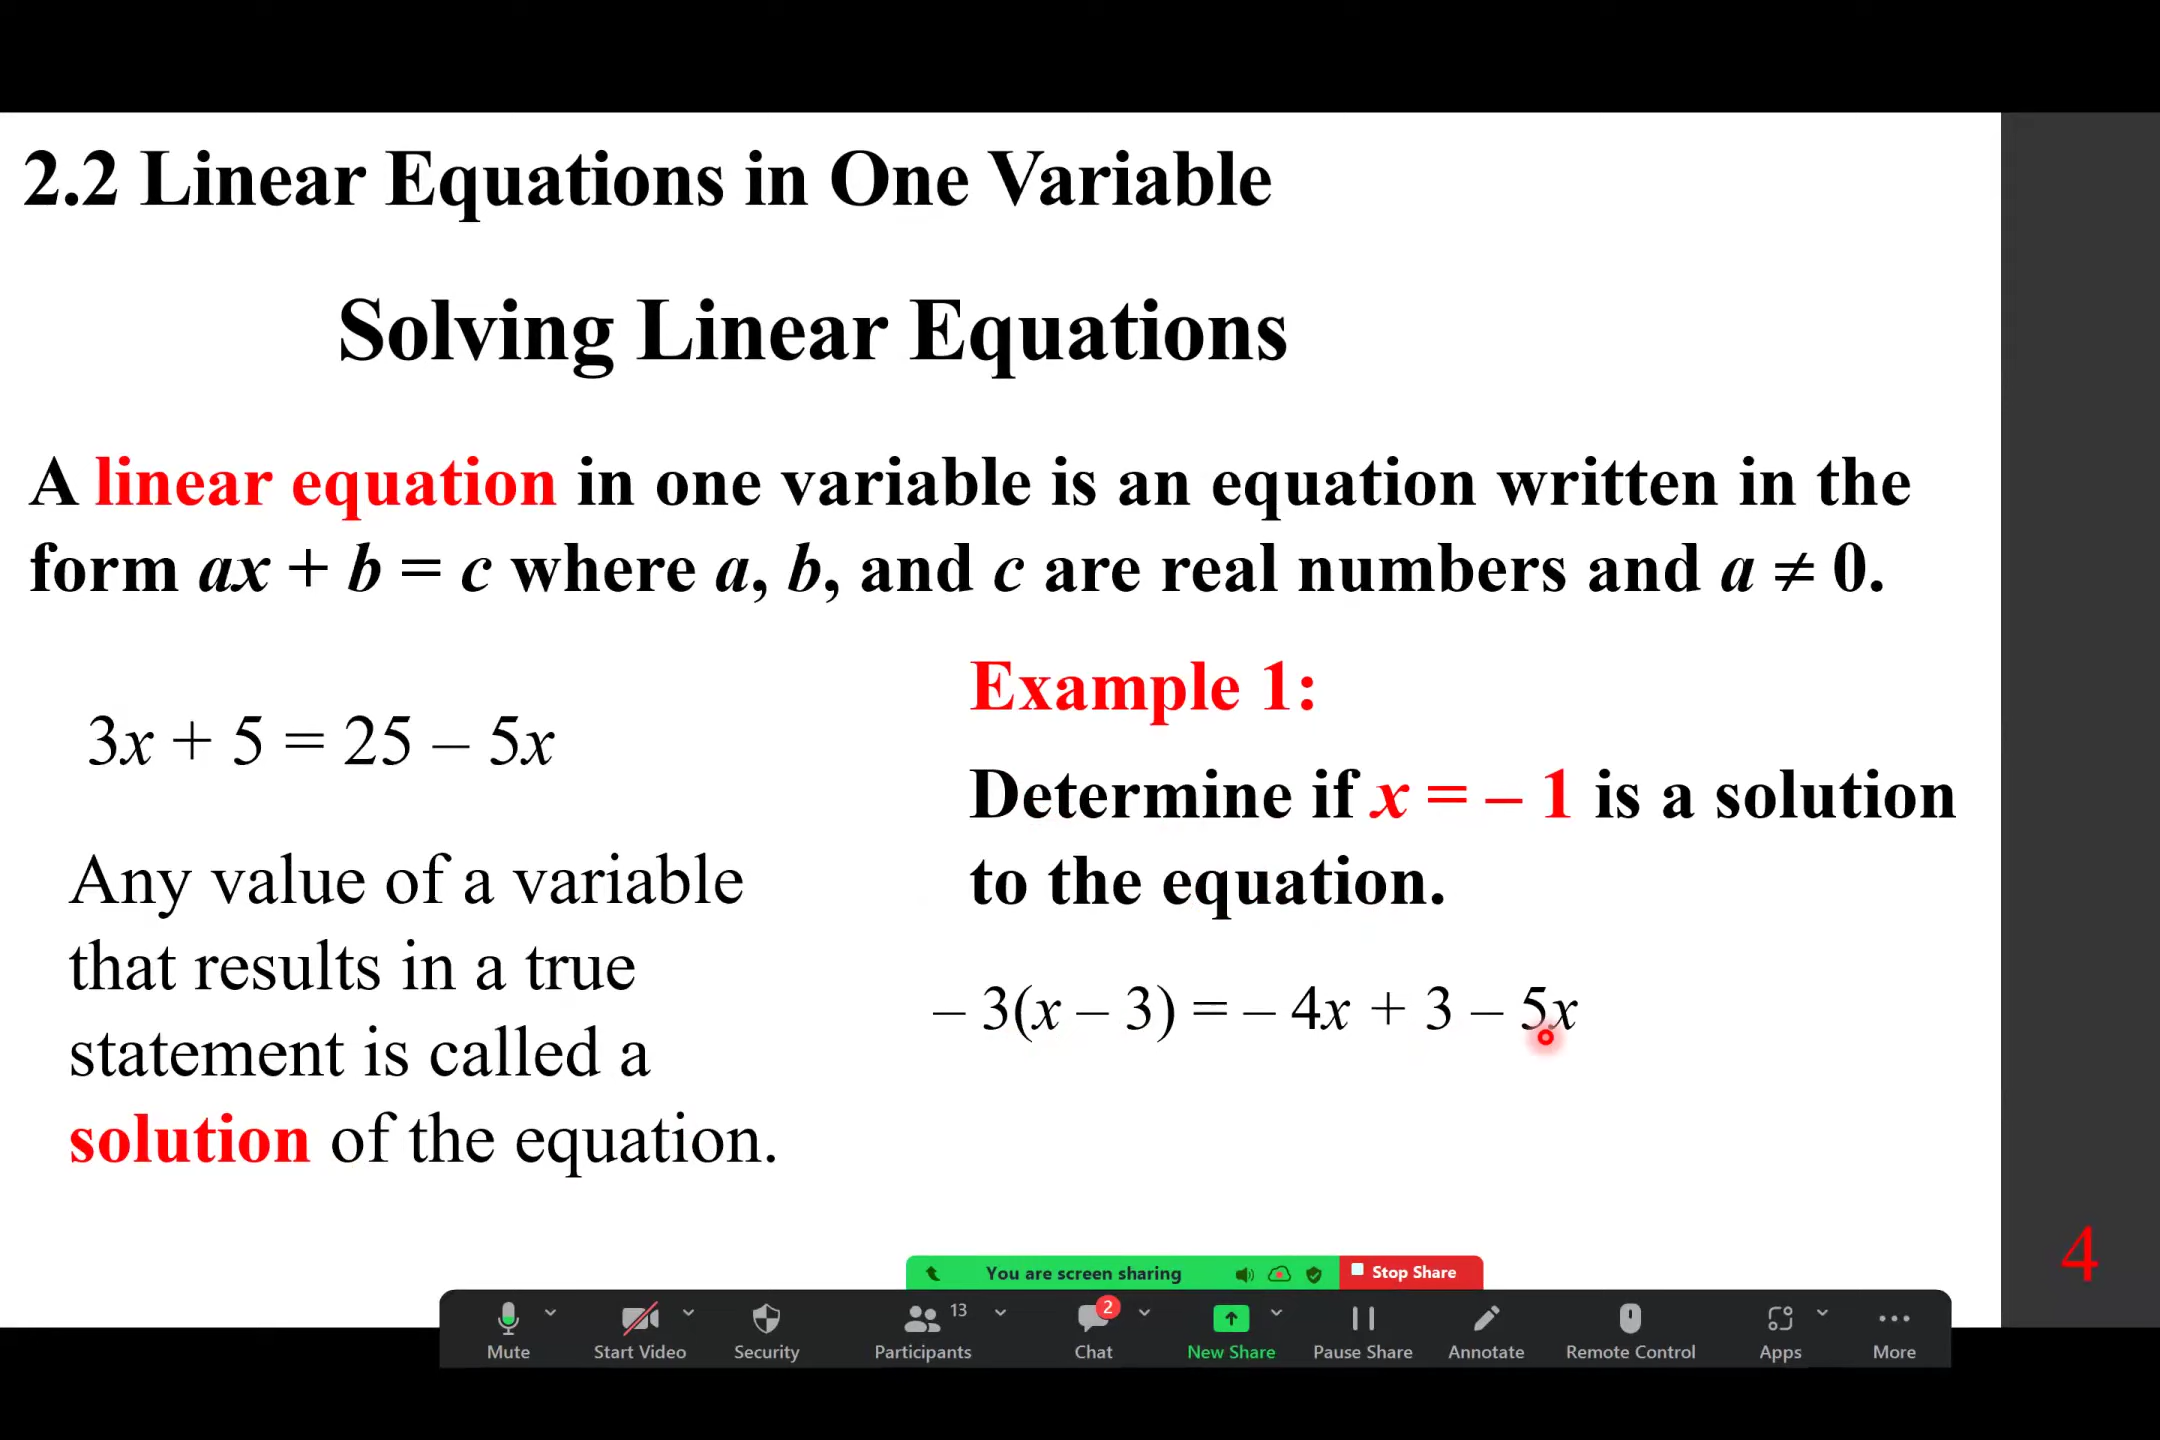 2.2 Linear Equations in One Variable
Solving Linear Equations
A linear equation in one variable is an equation written in the
form ax + b = c where a, b, and c are real numbers and a ≠ 0.
3x + 5 = 25 – 5x
Any value of a variable
that results in a true
statement is called a
solution of the equation.
Example 1:
Determine if x = – 1 is a solution
to the equation.
– 3(x – 3) = – 4x + 3 – 5x
4
You are screen sharing Stop Share
13 2
Mute Start Video Security Participants Chat New Share Pause Share Annotate Remote Control Apps More